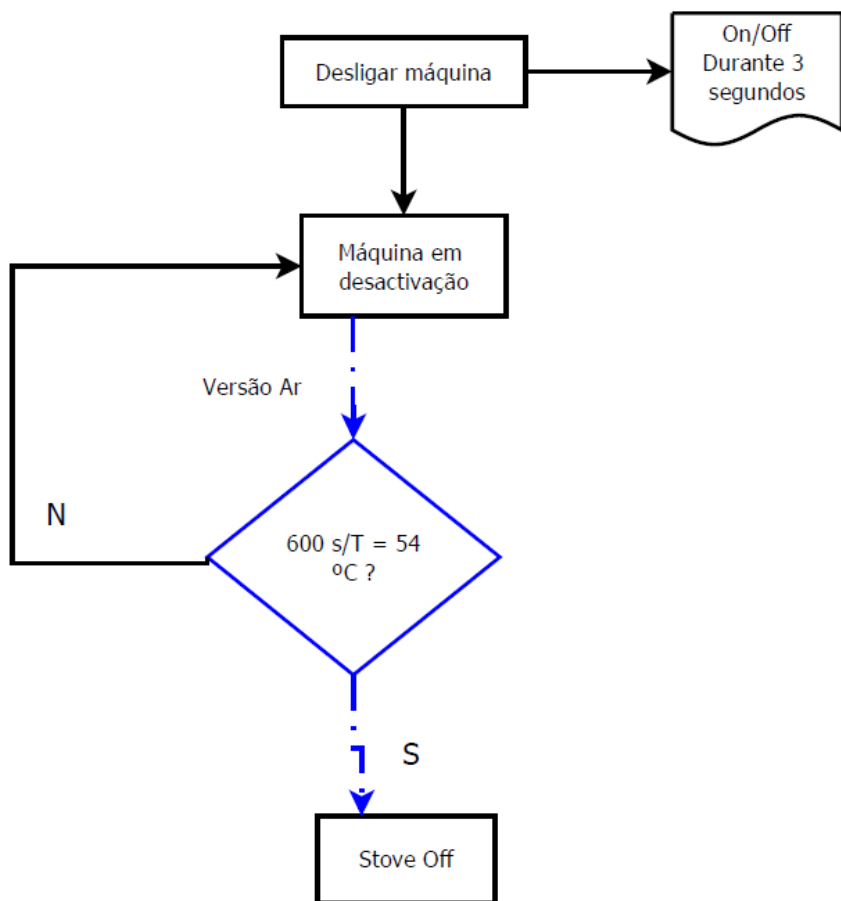 Desligar máquina
On/Off
Durante 3
segundos
Máquina em
desactivação
Versão Ar
N
600 s/T = 54
ºC ?
S
Stove Off